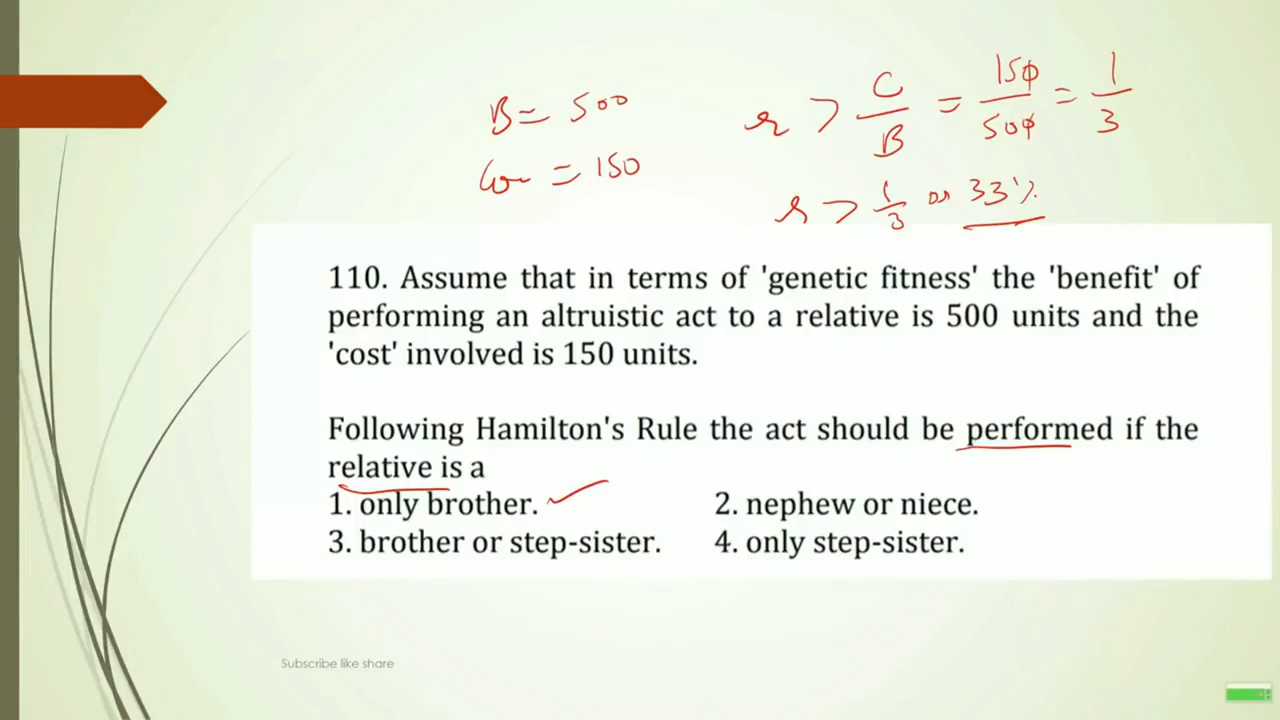 B = 500
Cost = 150
r > C/B = 150/500 = 1/3
r > 1/3 or 33%
110. Assume that in terms of 'genetic fitness' the 'benefit' of
performing an altruistic act to a relative is 500 units and the
'cost' involved is 150 units.
Following Hamilton's Rule the act should be performed if the
relative is a
1. only brother. 2. nephew or niece.
3. brother or step-sister. 4. only step-sister.
Subscribe like share